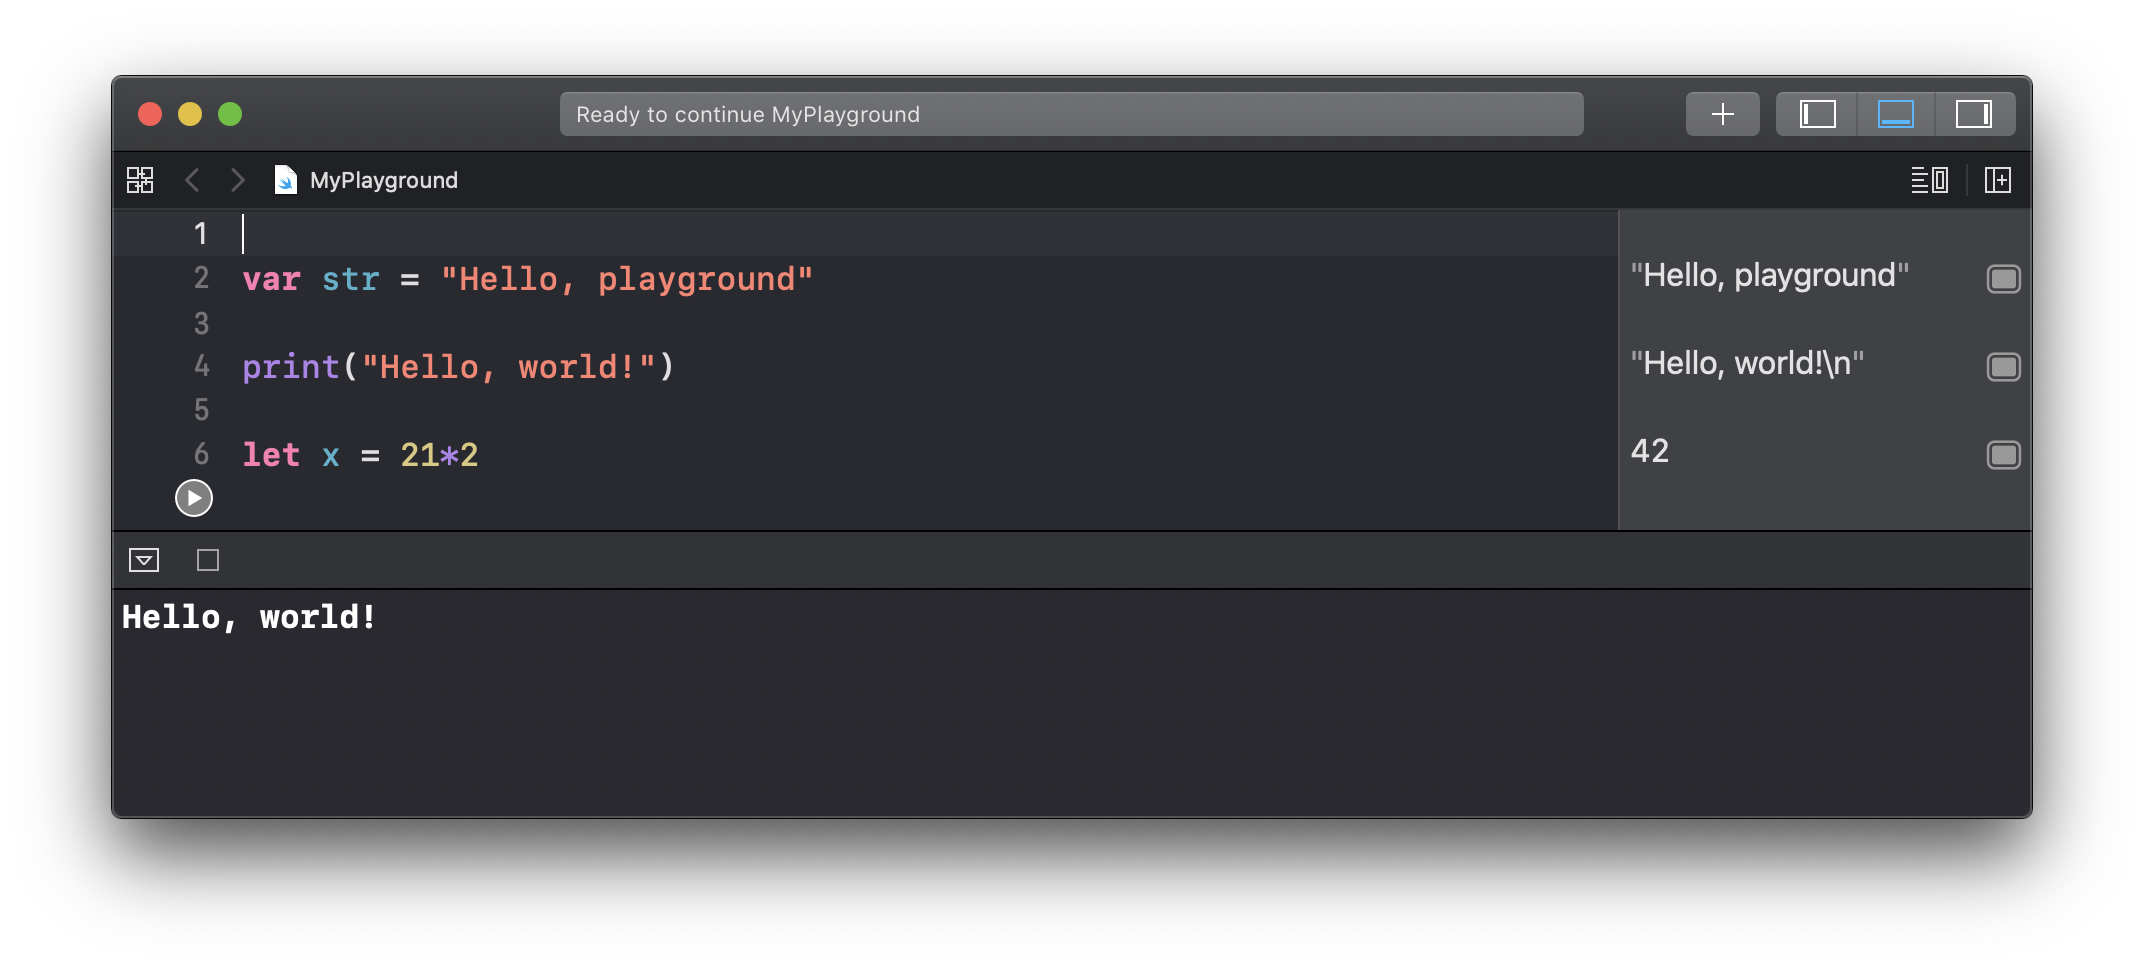 Ready to continue MyPlayground
MyPlayground
1
2 var str = "Hello, playground"
"Hello, playground"
3
4 print("Hello, world!")
"Hello, world!\n"
5
6 let x = 21*2
42
Hello, world!